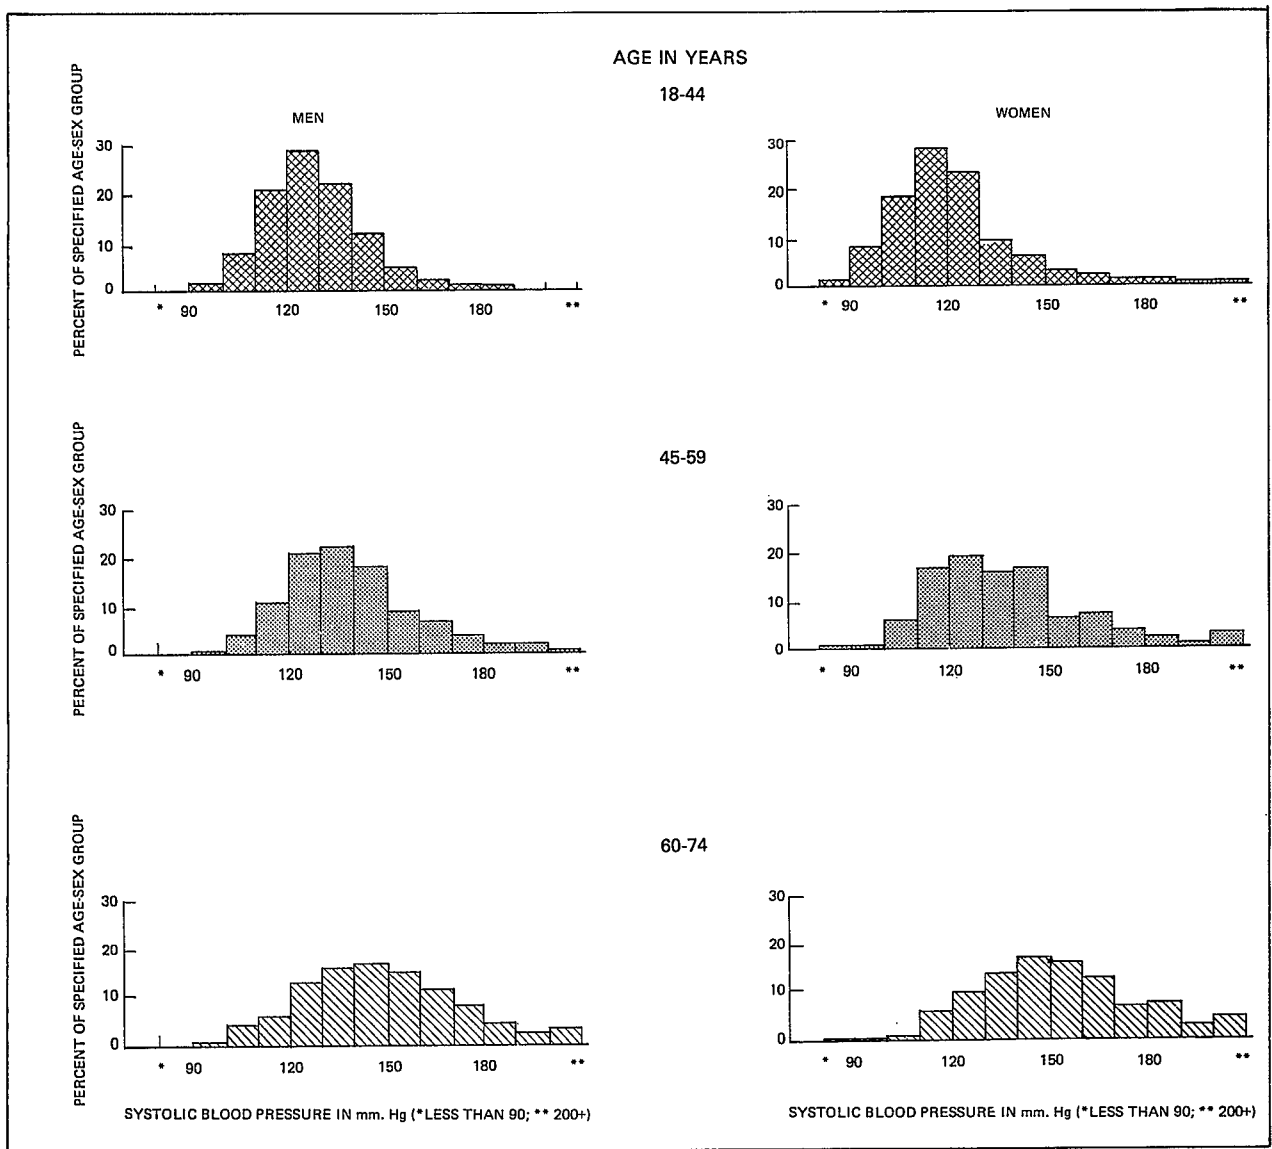 AGE IN YEARS
18-44
MEN
WOMEN
PERCENT OF SPECIFIED AGE-SEX GROUP
30
20
10
0
* 90 120 150 180 **
30
20
10
0
* 90 120 150 180 **
45-59
PERCENT OF SPECIFIED AGE-SEX GROUP
30
20
10
0
* 90 120 150 180 **
30
20
10
0
* 90 120 150 180 **
60-74
PERCENT OF SPECIFIED AGE-SEX GROUP
30
20
10
0
* 90 120 150 180 **
30
20
10
0
* 90 120 150 180 **
SYSTOLIC BLOOD PRESSURE IN mm. Hg (*LESS THAN 90; ** 200+)
SYSTOLIC BLOOD PRESSURE IN mm. Hg (*LESS THAN 90; ** 200+)